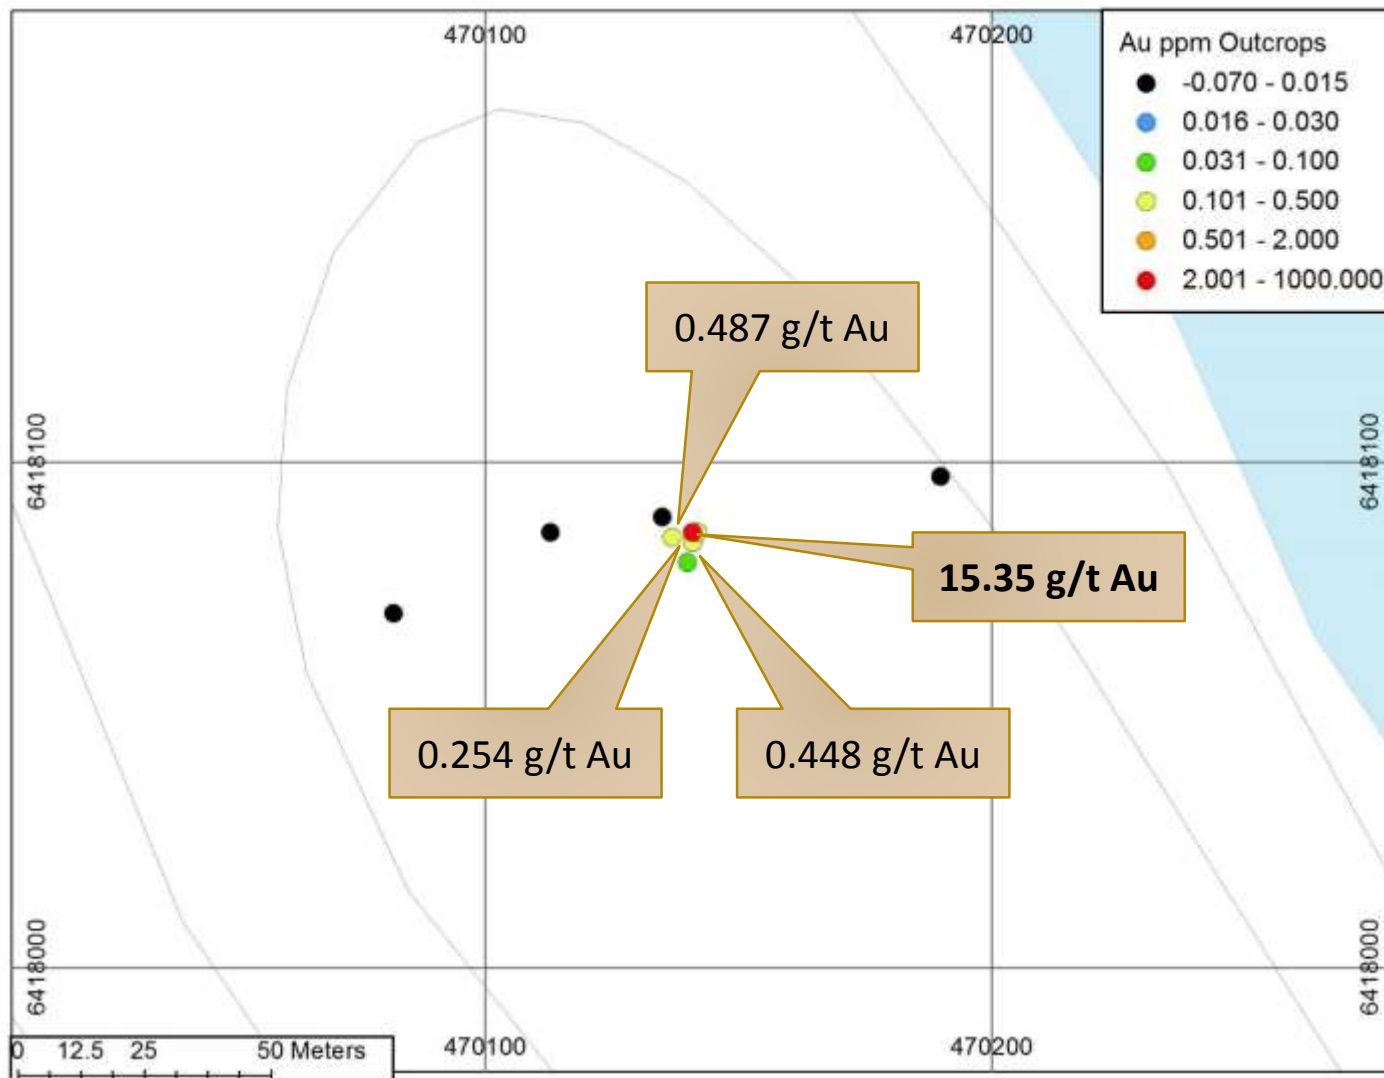 470100
470200
Au ppm Outcrops
-0.070 - 0.015
0.016 - 0.030
0.031 - 0.100
0.101 - 0.500
0.501 - 2.000
2.001 - 1000.000
0.487 g/t Au
6418100
6418100
15.35 g/t Au
0.254 g/t Au
0.448 g/t Au
6418000
6418000
0 12.5 25 50 Meters
470100
470200